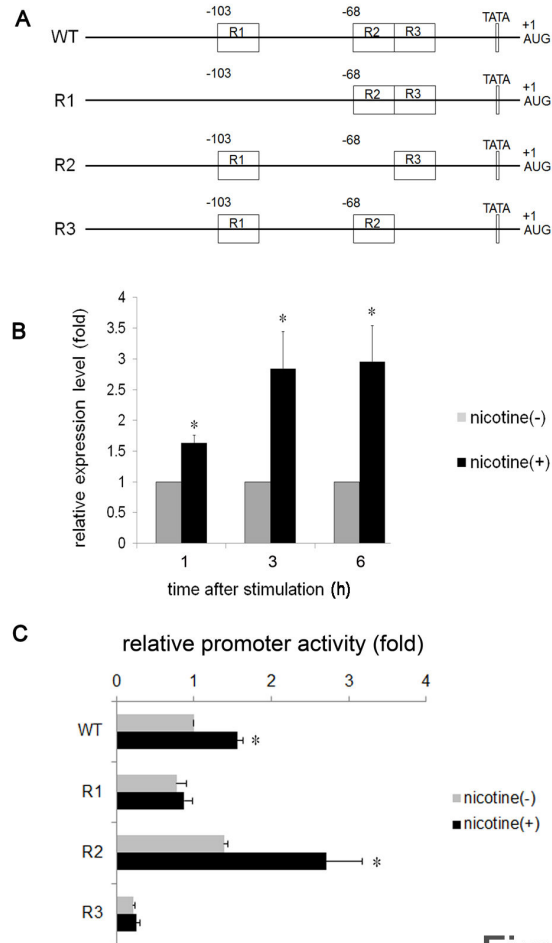 A
-103
-68
TATA
+1
WT
R1
R2
R3
AUG
-103
-68
TATA
+1
R1
R2
R3
AUG
-103
-68
TATA
+1
R2
R1
R3
AUG
-103
-68
TATA
+1
R3
R1
R2
AUG
B
relative expression level (fold)
4
3.5
3
2.5
2
1.5
1
0.5
0
*
*
*
1
3
6
time after stimulation (h)
nicotine(-)
nicotine(+)
C
relative promoter activity (fold)
0
1
2
3
4
WT
*
R1
R2
*
R3
nicotine(-)
nicotine(+)